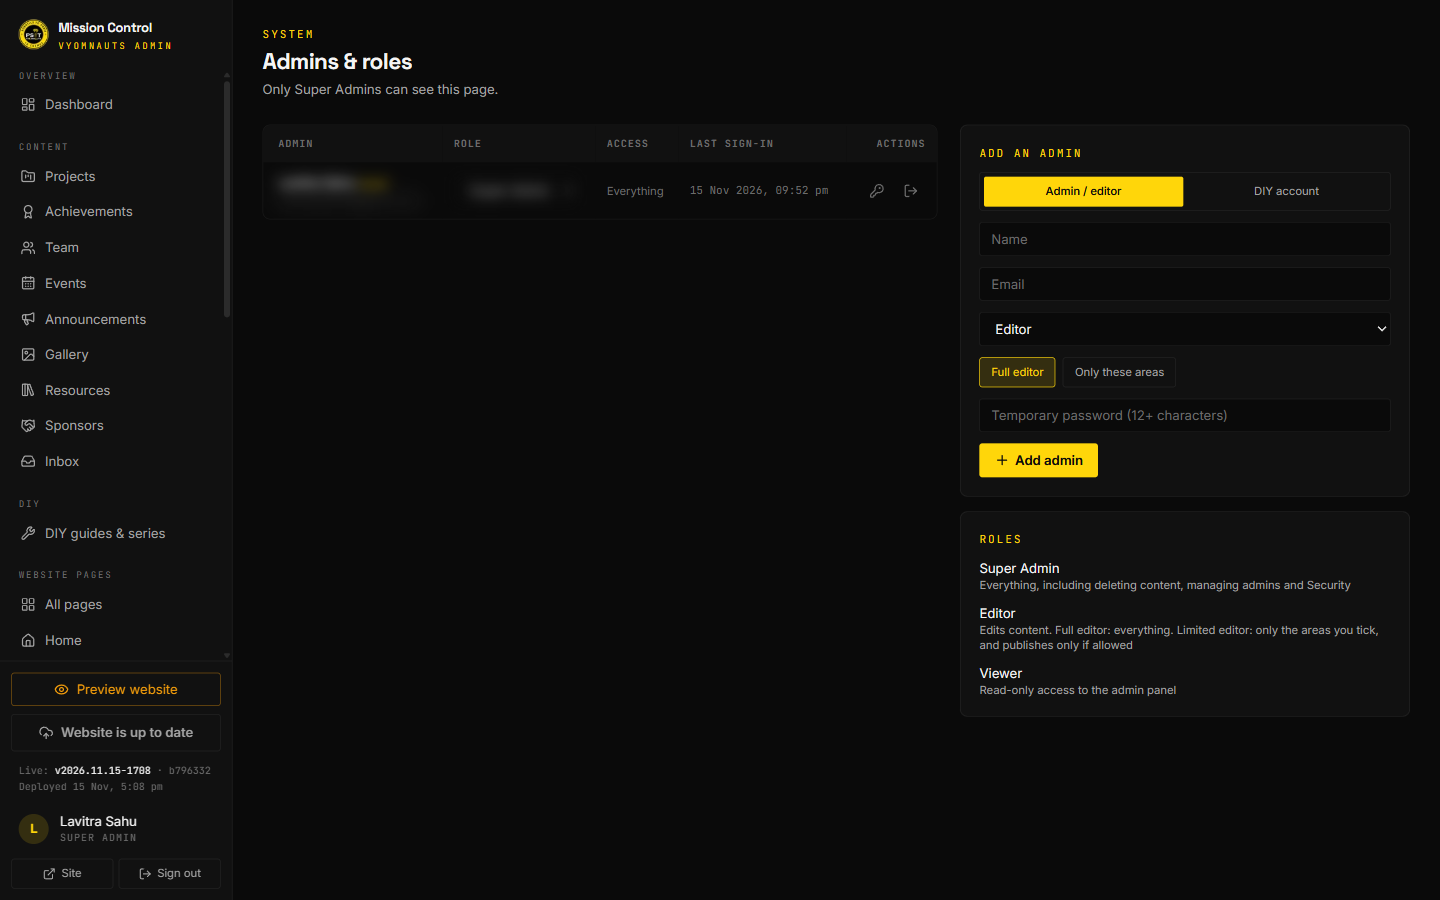 Mission Control
VYOMNAUTS ADMIN
OVERVIEW
Dashboard
CONTENT
Projects
Achievements
Team
Events
Announcements
Gallery
Resources
Sponsors
Inbox
DIY
DIY guides & series
WEBSITE PAGES
All pages
Home
Preview website
Website is up to date
Live: v2026.11.15-1708 · b796332
Deployed 15 Nov, 5:08 pm
L
Lavitra Sahu
SUPER ADMIN
Site
Sign out
SYSTEM
Admins & roles
Only Super Admins can see this page.
ADMIN ROLE ACCESS LAST SIGN-IN ACTIONS
Everything 15 Nov 2026, 09:52 pm
ADD AN ADMIN
Admin / editor DIY account
Name
Email
Editor
Full editor Only these areas
Temporary password (12+ characters)
+ Add admin
ROLES
Super Admin
Everything, including deleting content, managing admins and Security
Editor
Edits content. Full editor: everything. Limited editor: only the areas you tick,
and publishes only if allowed
Viewer
Read-only access to the admin panel